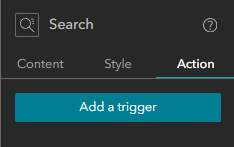 Search
Content Style Action
Add a trigger